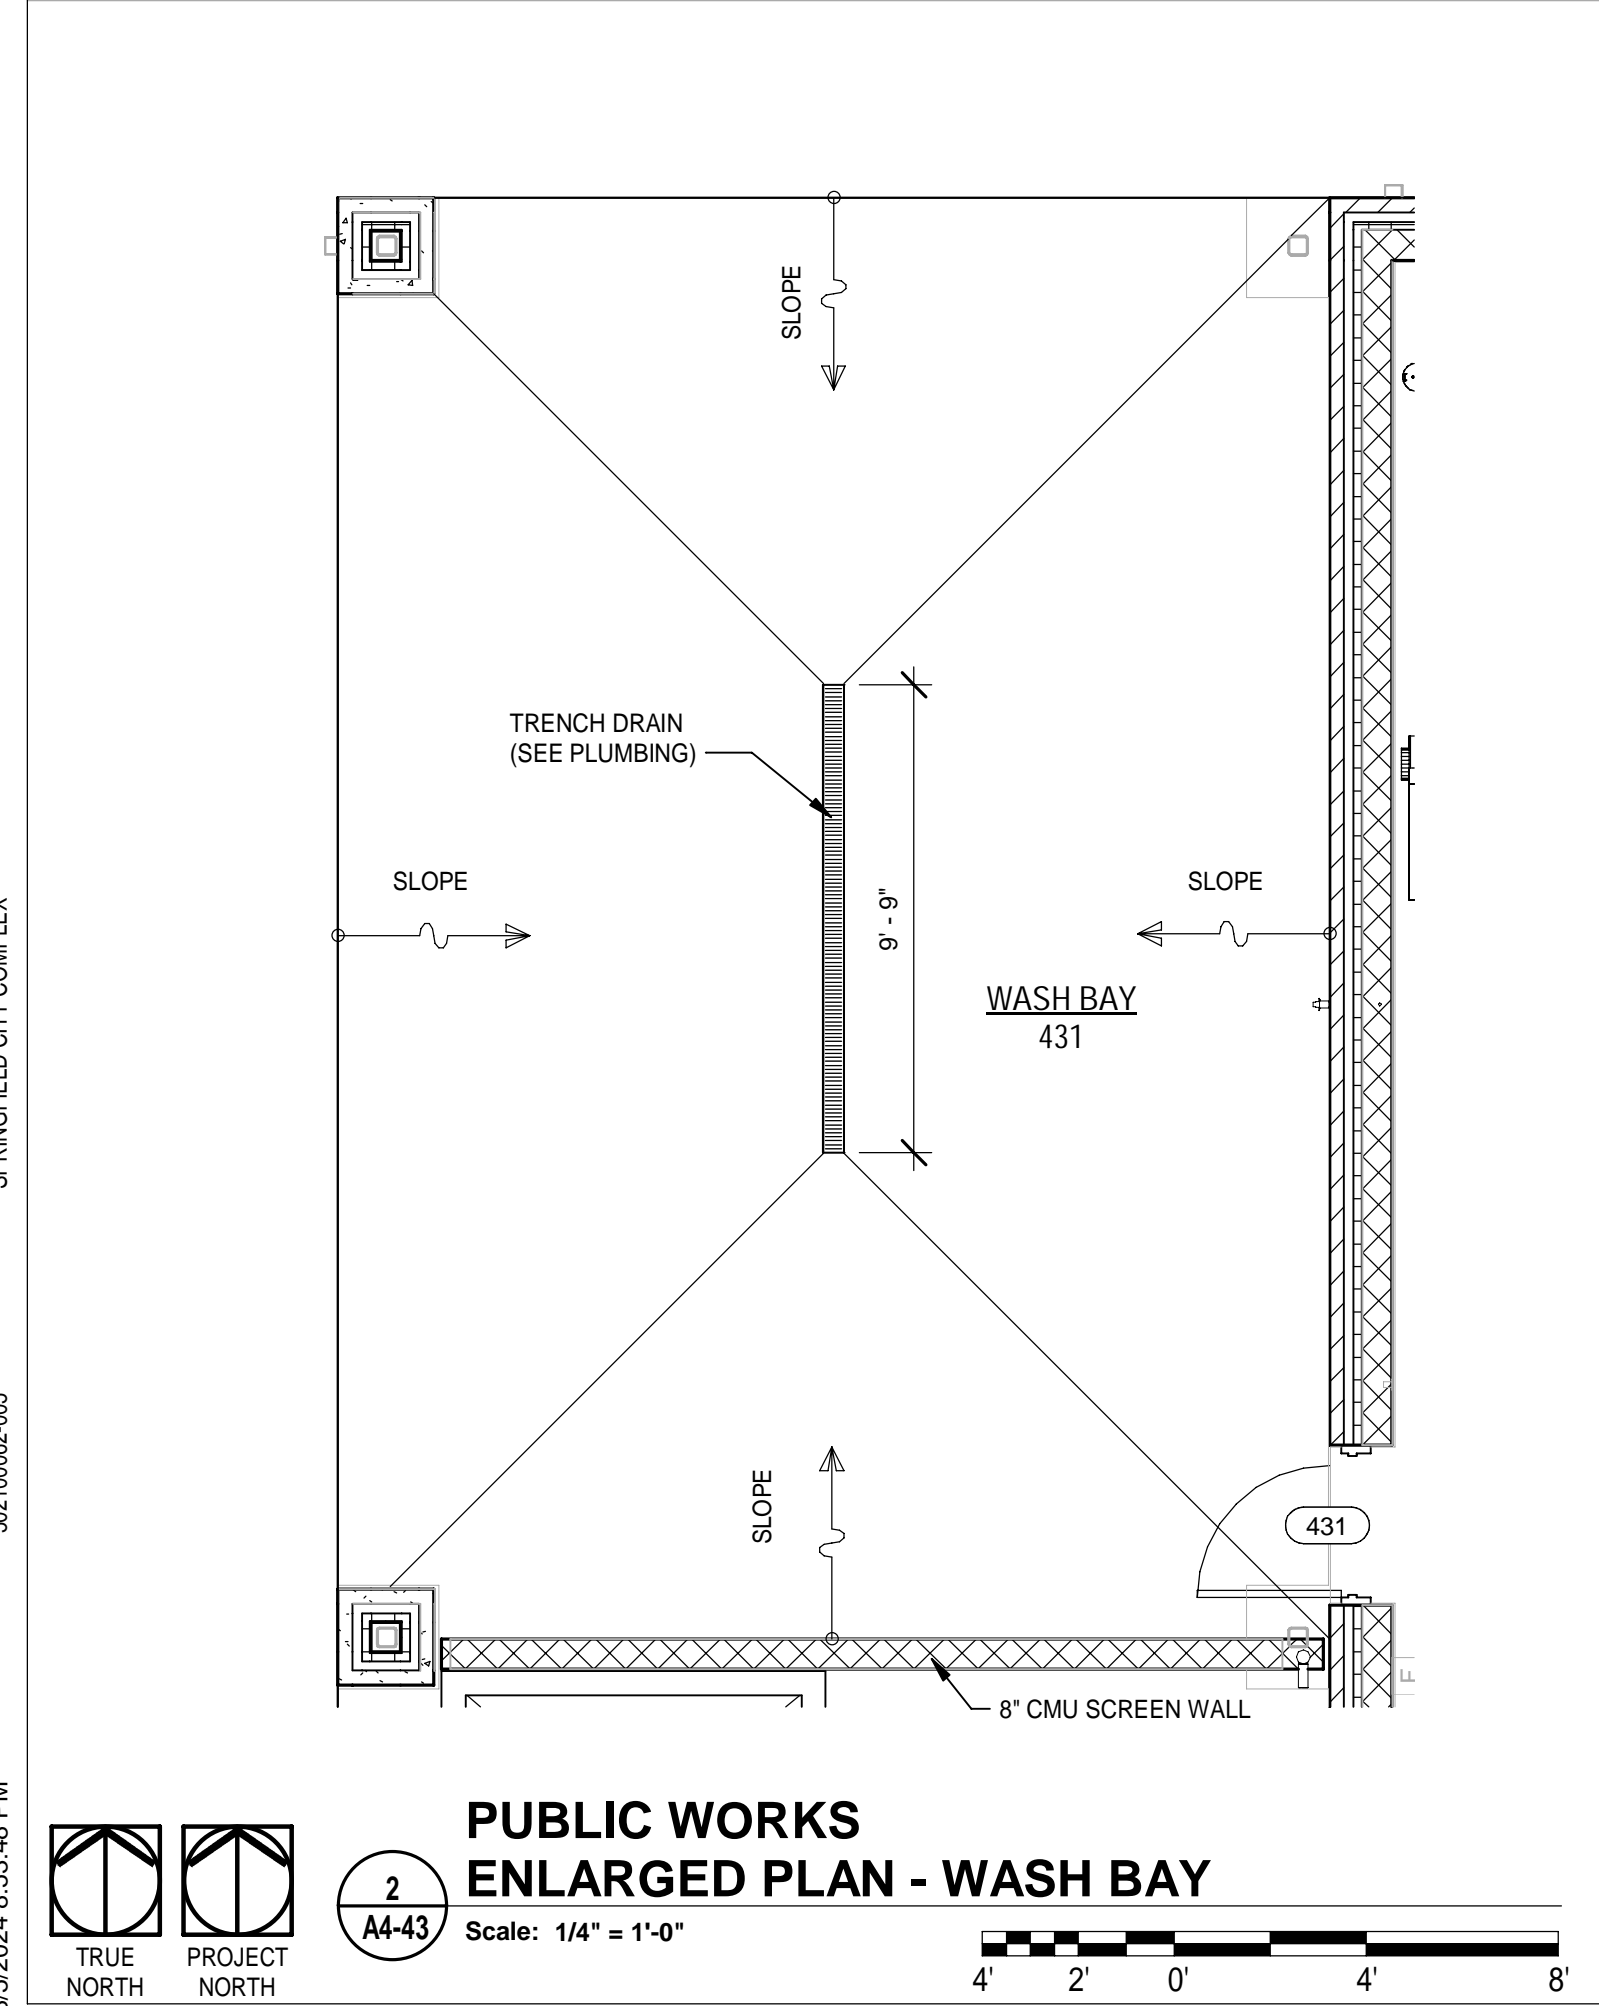 SLOPE
TRENCH DRAIN
(SEE PLUMBING)
SLOPE
SLOPE
9' - 9"
WASH BAY
431
SLOPE
431
8" CMU SCREEN WALL
F
PUBLIC WORKS
ENLARGED PLAN - WASH BAY
2
A4-43
Scale: 1/4" = 1'-0"
TRUE
NORTH
PROJECT
NORTH
4' 2' 0' 4' 8'